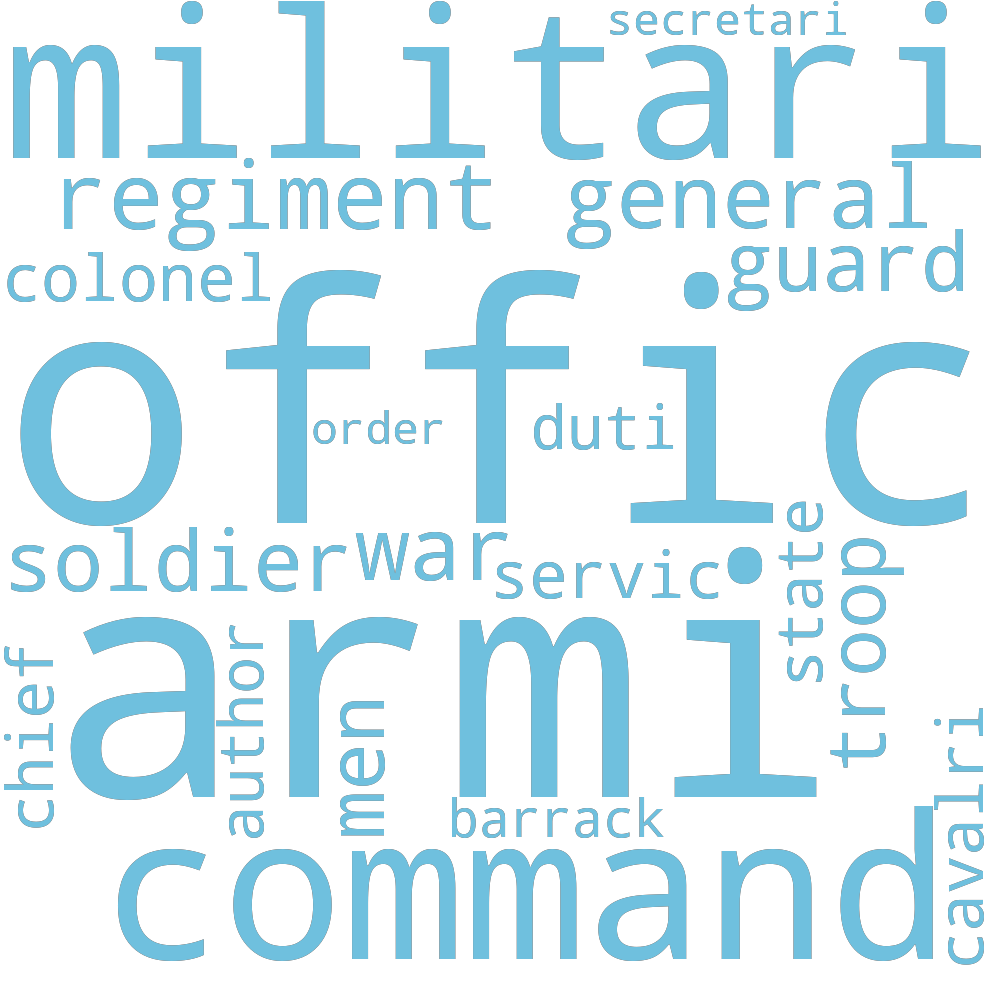 secretari
militari
regiment
general
guard
colonel
offic
order
duti
soldier
war
servic
state
troop
armi
chief
author
men
barrack
cavalri
command